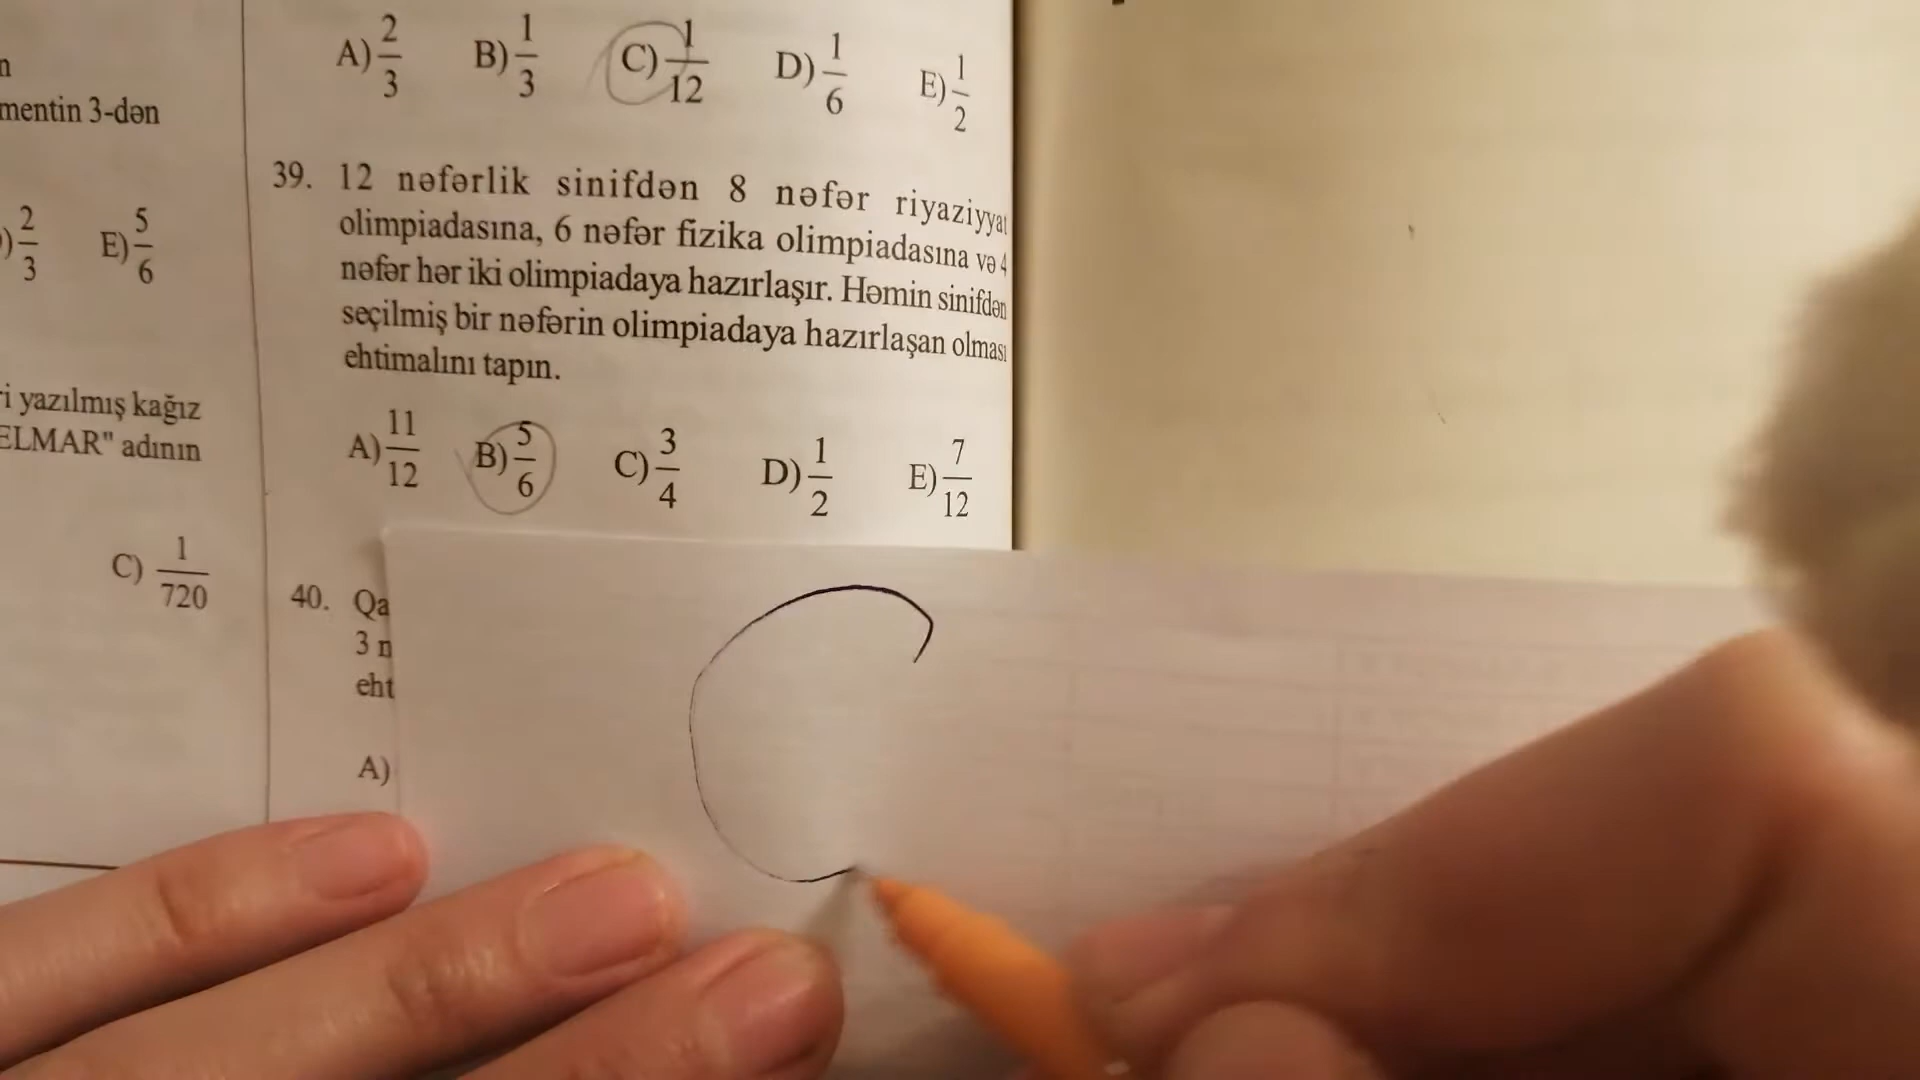 A) 2/3 B) 1/3 C) 1/12 D) 1/6 E) 1/2
mentin 3-dən
2/3 E) 5/6
yazılmış kağız
ELMAR" adının
C) 1/720
39. 12 nəfərlik sinifdən 8 nəfər riyaziyyat
olimpiadasına, 6 nəfər fizika olimpiadasına və 4
nəfər hər iki olimpiadaya hazırlaşır. Həmin sinifdən
seçilmiş bir nəfərin olimpiadaya hazırlaşan olması
ehtimalını tapın.
A) 11/12 B) 5/6 C) 3/4 D) 1/2 E) 7/12
40. Qa
3 n
eht
A)